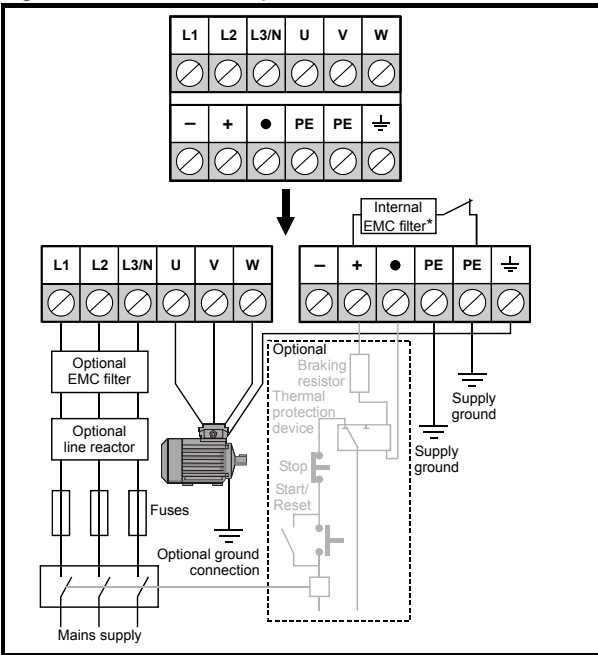 L1 L2 L3/N U V W
− + ● PE PE
Internal
EMC filter*
L1 L2 L3/N U V W
− + ● PE PE
Optional
EMC filter
Optional
line reactor
Fuses
Optional ground
connection
Mains supply
Optional
Braking
resistor
Thermal
protection
device
Stop
Start/
Reset
Supply
ground
Supply
ground